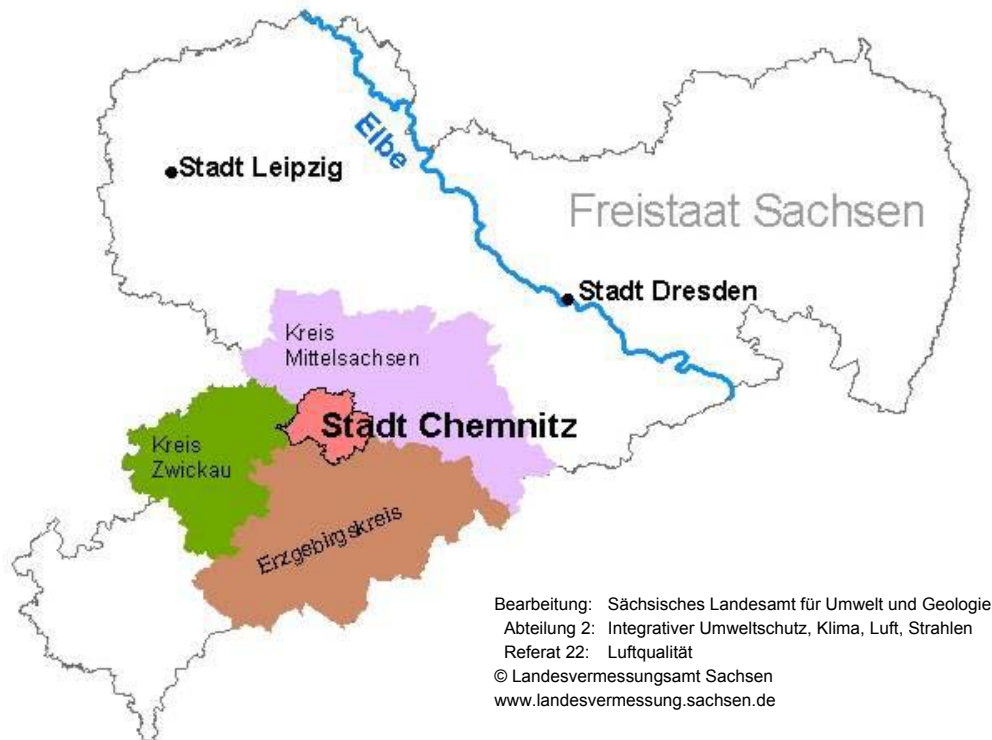 Elbe
Stadt Leipzig
Freistaat Sachsen
Stadt Dresden
Kreis
Mittelsachsen
Stadt Chemnitz
Kreis
Zwickau
Erzgebirgskreis
Bearbeitung: Sächsisches Landesamt für Umwelt und Geologie
Abteilung 2: Integrativer Umweltschutz, Klima, Luft, Strahlen
Referat 22: Luftqualität
© Landesvermessungsamt Sachsen
www.landesvermessung.sachsen.de